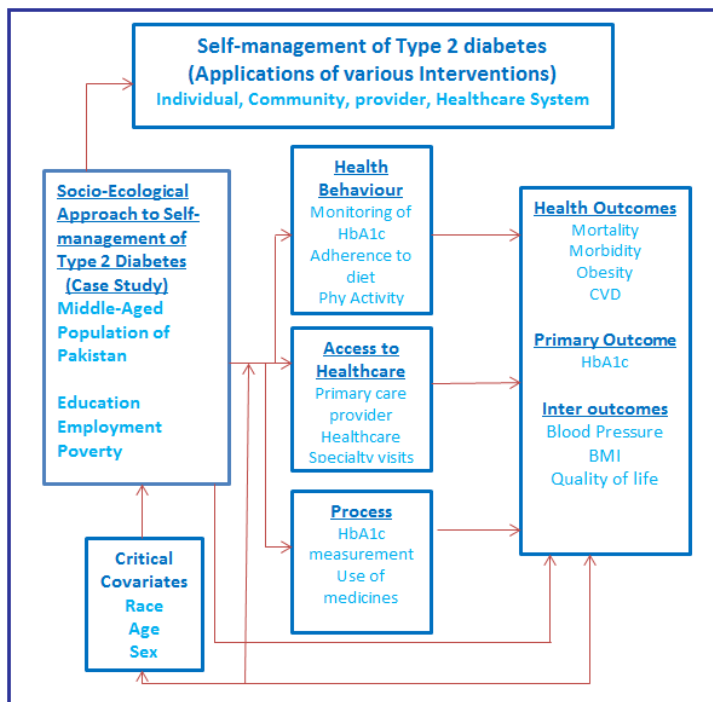 Self-management of Type 2 diabetes
(Applications of various Interventions)
Individual, Community, provider, Healthcare System
Socio-Ecological
Approach to Self-
management of
Type 2 Diabetes
(Case Study)
Middle-Aged
Population of
Pakistan
Education
Employment
Poverty
Health
Behaviour
Monitoring of
HbA1c
Adherence to
diet
Phy Activity
Access to
Healthcare
Primary care
provider
Healthcare
Specialty visits
Process
HbA1c
measurement
Use of
medicines
Health Outcomes
Mortality
Morbidity
Obesity
CVD
Primary Outcome
HbA1c
Inter outcomes
Blood Pressure
BMI
Quality of life
Critical
Covariates
Race
Age
Sex